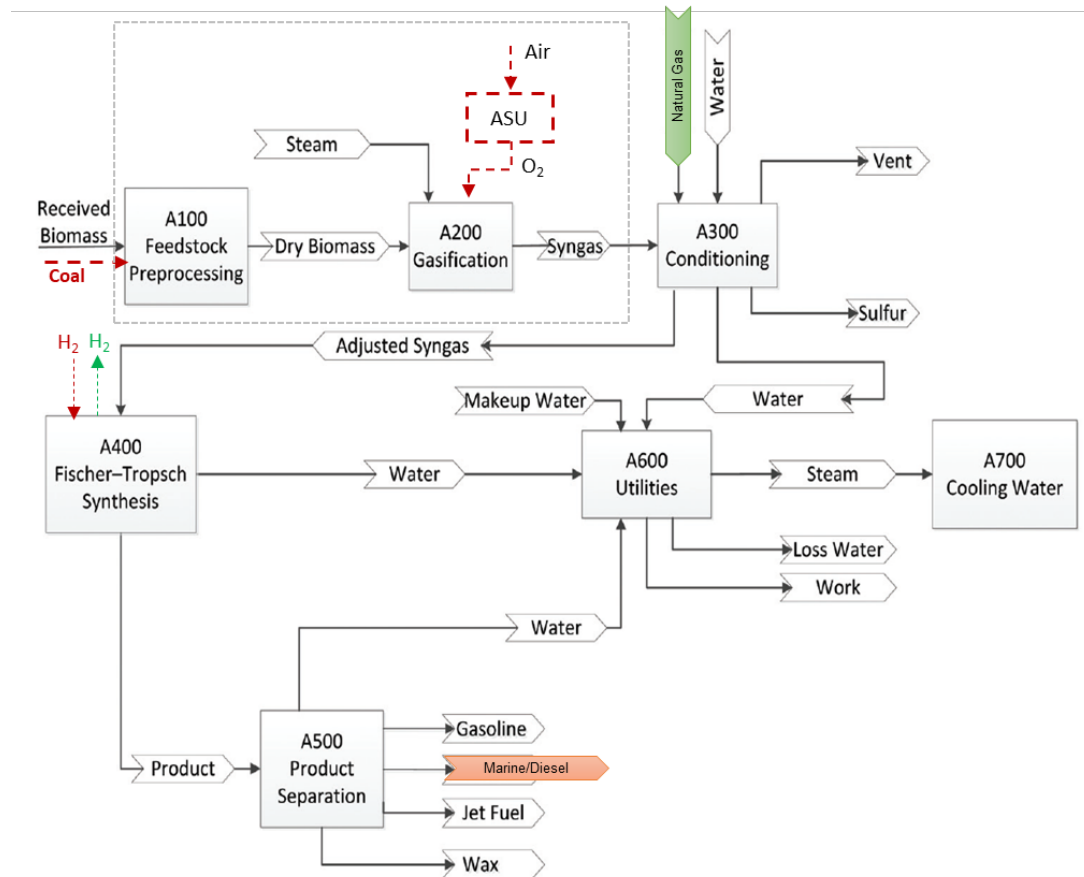 Air
ASU
O₂
Steam
Natural Gas
Water
Vent
Received
Biomass
Coal
A100
Feedstock
Preprocessing
Dry Biomass
A200
Gasification
Syngas
A300
Conditioning
Sulfur
H₂
H₂
Adjusted Syngas
Makeup Water
Water
A400
Fischer–Tropsch
Synthesis
Water
A600
Utilities
Steam
A700
Cooling Water
Loss Water
Work
Water
A500
Product
Separation
Product
Gasoline
Marine/Diesel
Jet Fuel
Wax